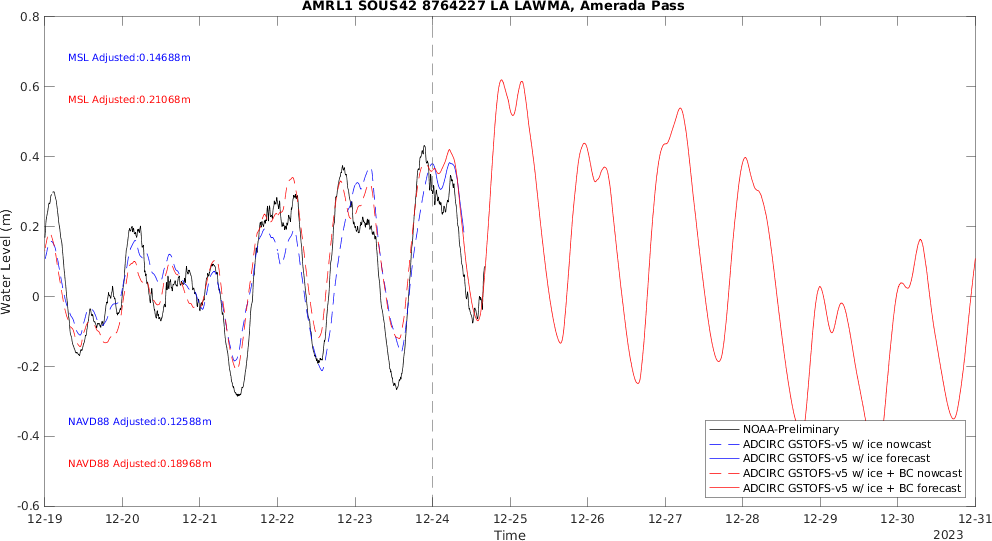 AMRL1 SOUS42 8764227 LA LAWMA, Amerada Pass
0.8
MSL Adjusted:0.14688m
0.6
MSL Adjusted:0.21068m
0.4
0.2
Water Level (m)
0
-0.2
NAVD88 Adjusted:0.12588m
-0.4
NAVD88 Adjusted:0.18968m
-0.6
NOAA-Preliminary
ADCIRC GSTOFS-v5 w/ ice nowcast
ADCIRC GSTOFS-v5 w/ ice forecast
ADCIRC GSTOFS-v5 w/ ice + BC nowcast
ADCIRC GSTOFS-v5 w/ ice + BC forecast
12-19 12-20 12-21 12-22 12-23 12-24 12-25 12-26 12-27 12-28 12-29 12-30 12-31
Time
2023